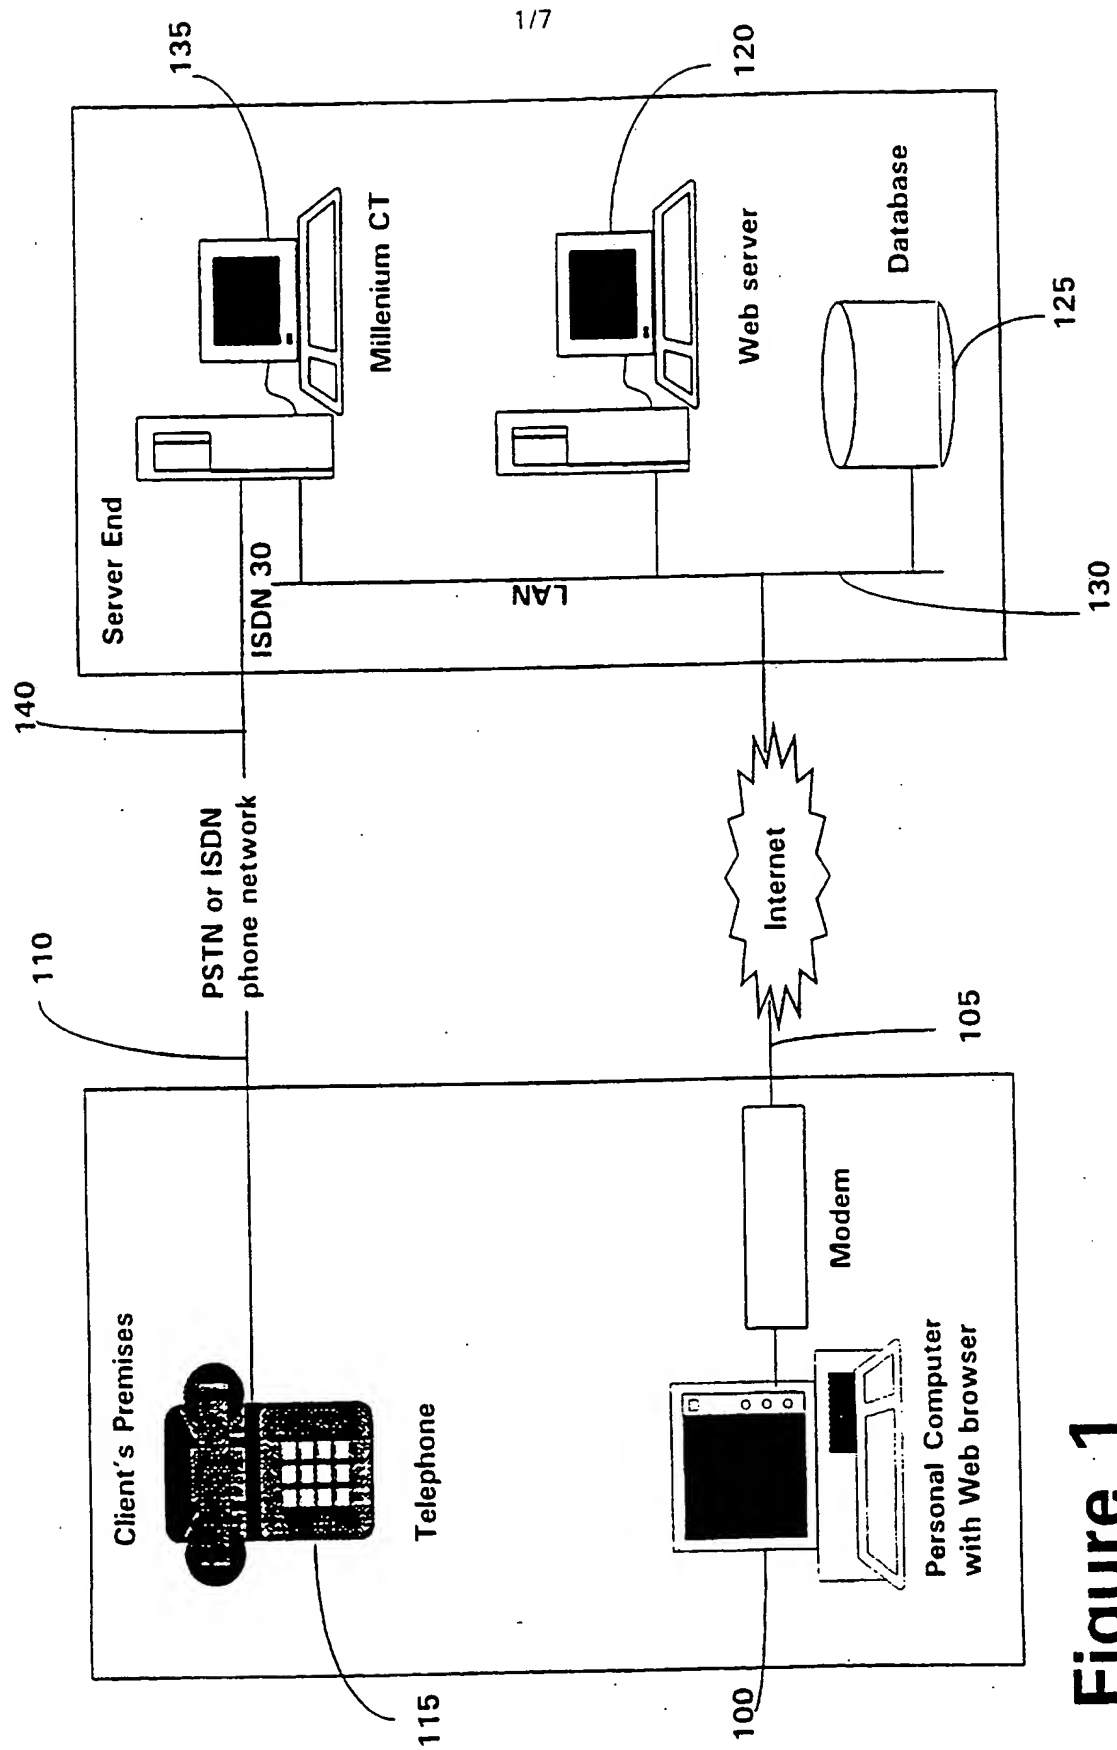 1/7
Client's Premises
Telephone
115
110
PSTN or ISDN
phone network
140
Server End
ISDN 30
135
Millenium CT
LAN
120
Web server
Database
125
130
Internet
105
Modem
Personal Computer
with Web browser
100
Figure 1